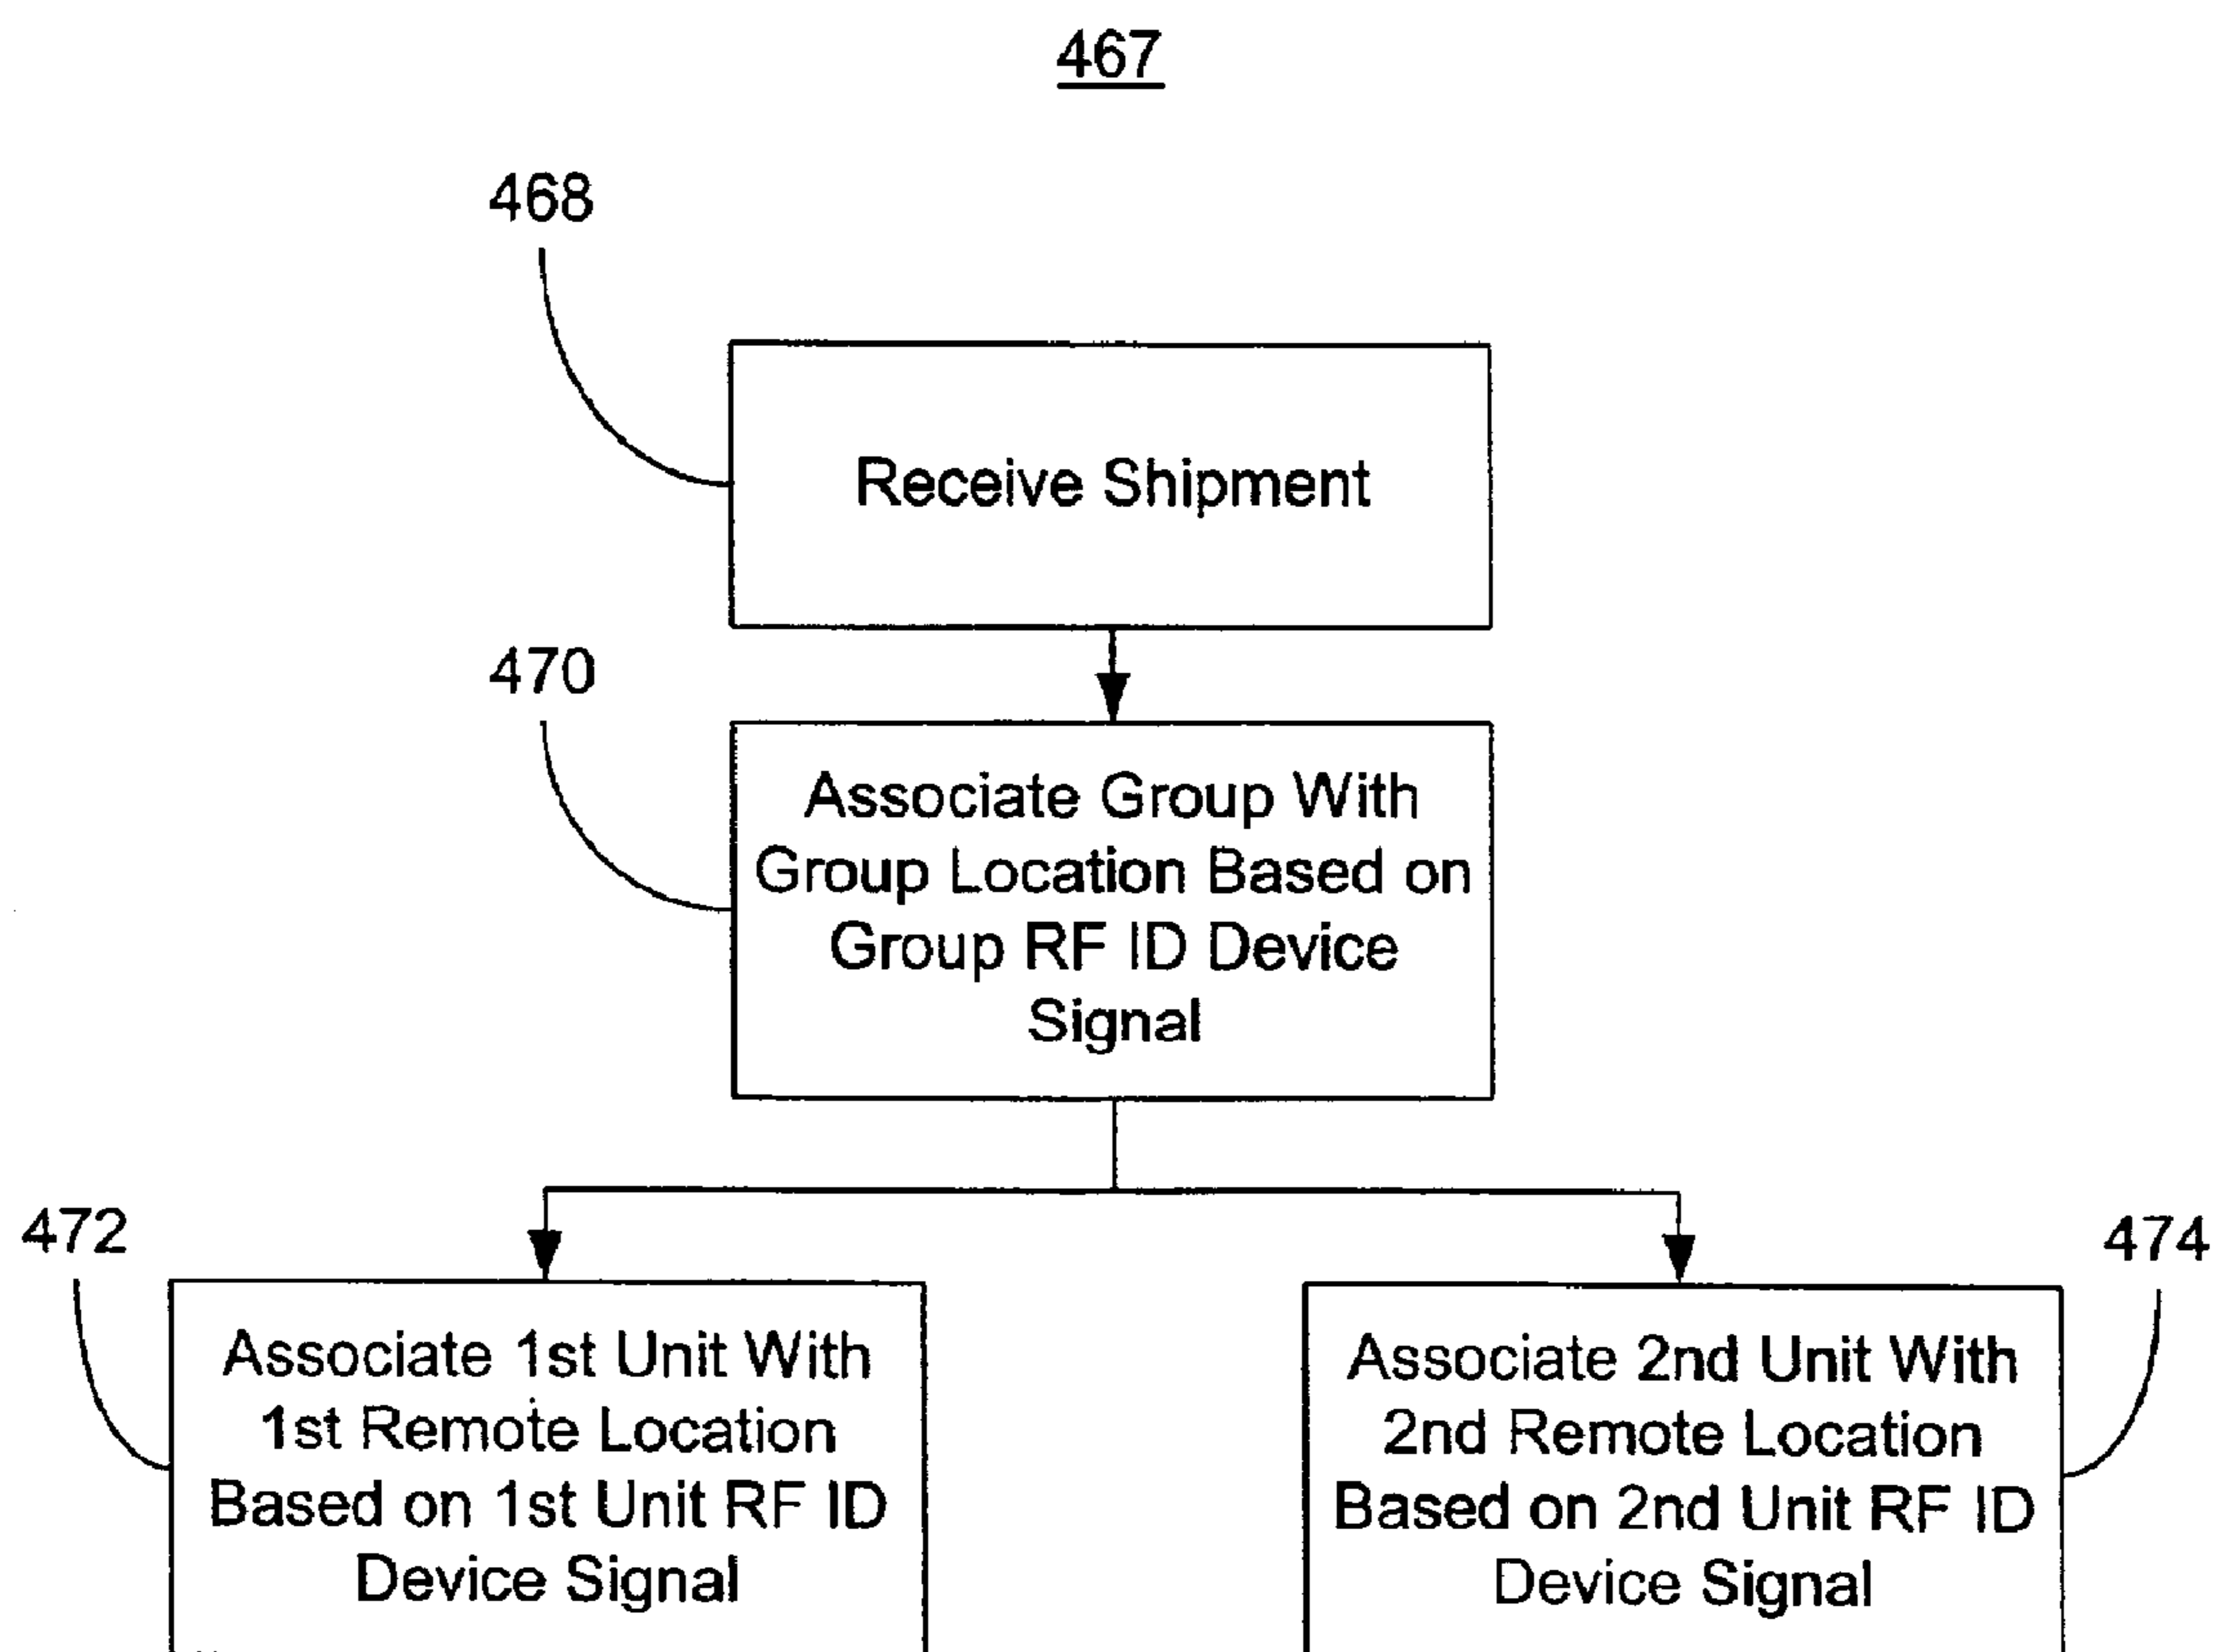 467
468
Receive Shipment
470
Associate Group With
Group Location Based on
Group RF ID Device
Signal
472
474
Associate 1st Unit With
1st Remote Location
Based on 1st Unit RF ID
Device Signal
Associate 2nd Unit With
2nd Remote Location
Based on 2nd Unit RF ID
Device Signal